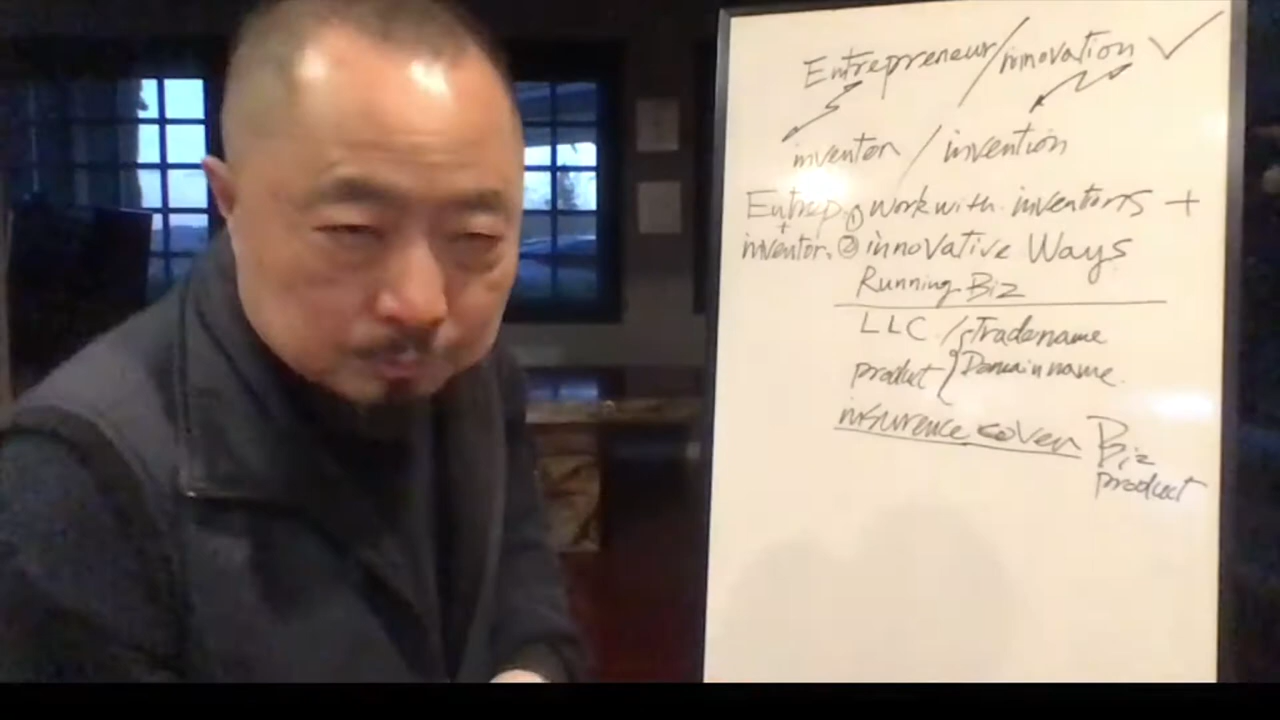 Entrepreneur/innovation ✓
inventor / invention
Entrep. ① work with inventors +
+
inventor. ② innovative Ways
Running Biz
LLC / { Tradename
product } Domain name.
insurence cover Biz
product